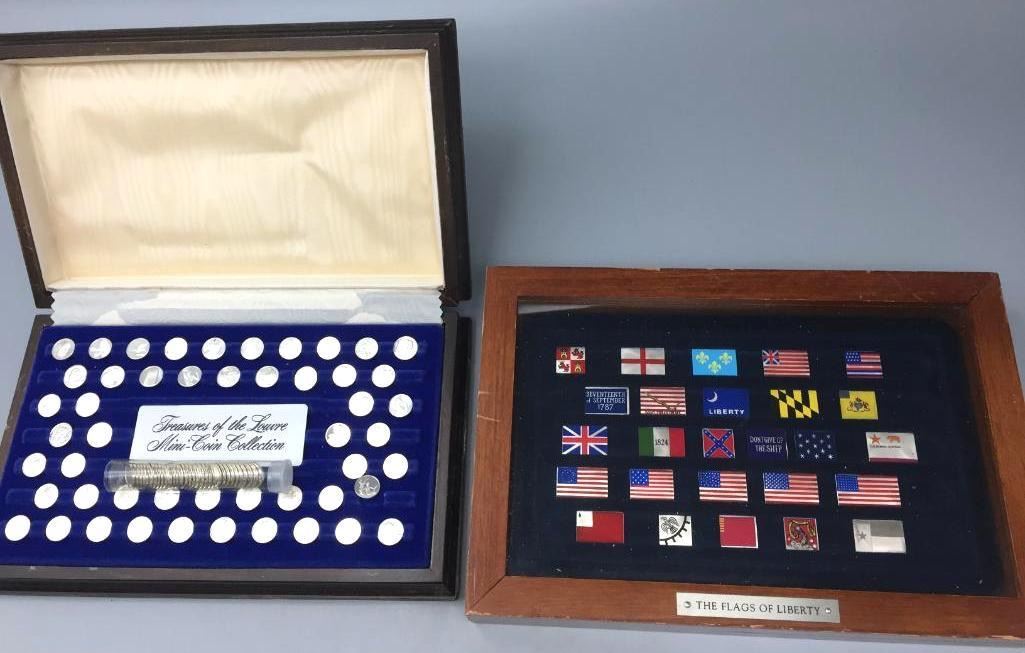 Treasures of the Louvre
Mini-Coin Collection
SEVENTEENTH
of SEPTEMBER
1787
LIBERTY
1824
DON'T GIVE UP
THE SHIP
THE FLAGS OF LIBERTY